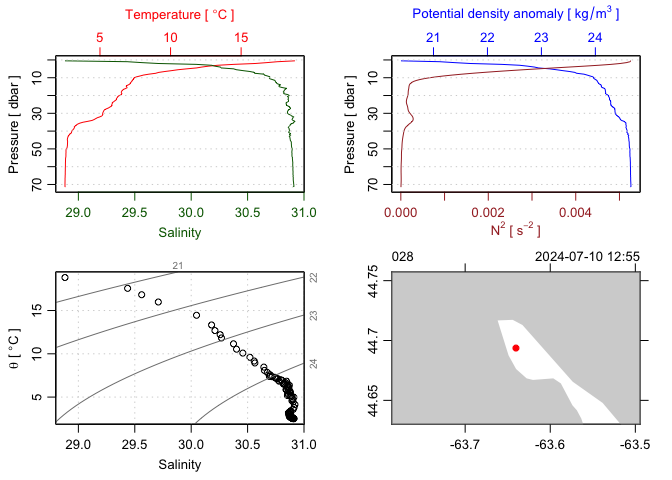 Temperature [ °C]
5 10 15
Pressure [ dbar ]
10
30
50
70
29.0 29.5 30.0 30.5 31.0
Salinity
Potential density anomaly [ kg/m³ ]
21 22 23 24
Pressure [ dbar ]
10
30
50
70
0.000 0.002 0.004
N² [ s⁻² ]
θ [ °C ]
15
10
5
21
22
23
24
29.0 29.5 30.0 30.5 31.0
Salinity
028 2024-07-10 12:55
44.75
44.7
44.65
-63.7 -63.6 -63.5